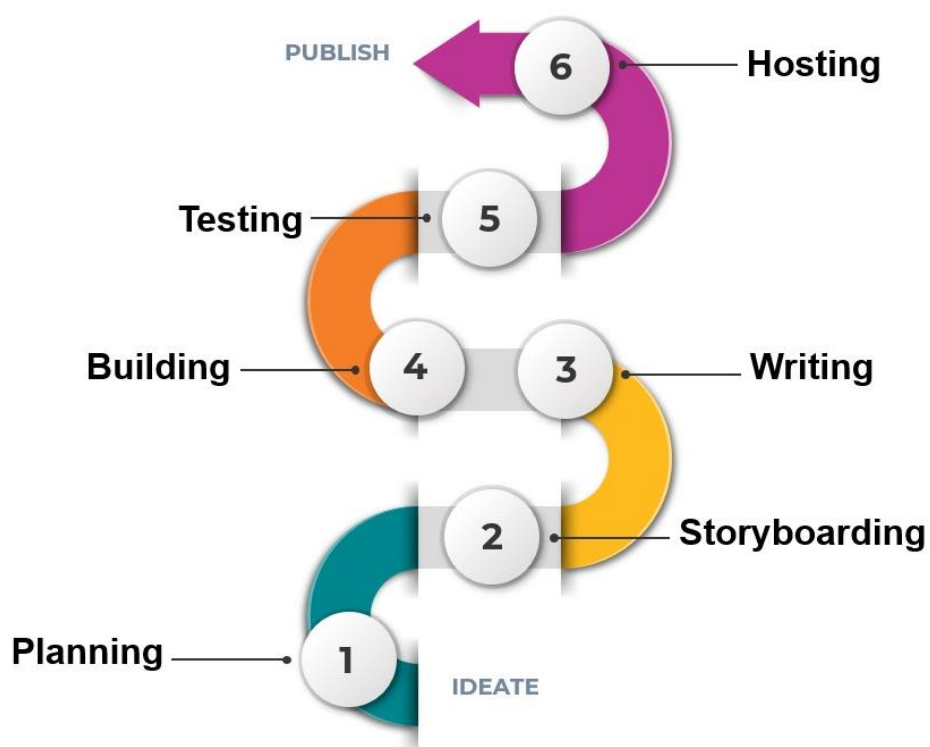 PUBLISH
6
Hosting
Testing
5
Building
4
3
Writing
2
Storyboarding
Planning
1
IDEATE